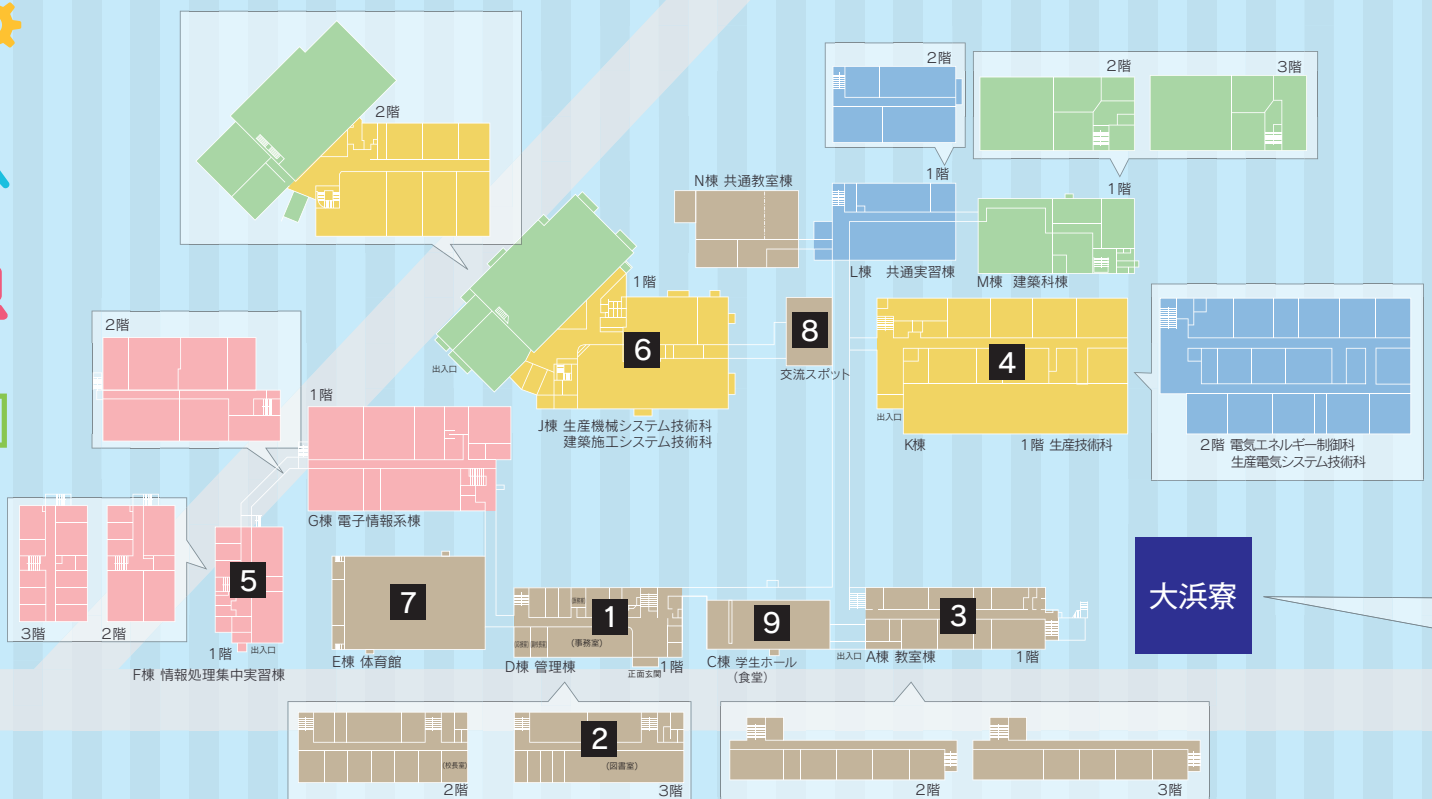 2階
2階
2階
3階
N棟 共通教室棟
1階
1階
L棟 共通実習棟
M棟 建築科棟
1階
6
8
4
出入口
交流スポット
出入口
J棟 生産機械システム技術科
建築施工システム技術科
K棟
1階 生産技術科
2階 電気エネルギー制御科
生産電気システム技術科
2階
1階
G棟 電子情報系棟
5
3階
2階
1階
出入口
F棟 情報処理集中実習棟
7
E棟 体育館
1
(事務室)
D棟 管理棟
正面玄関
1階
9
C棟 学生ホール
(食堂)
3
出入口
A棟 教室棟
1階
大浜寮
(校長室)
2階
2
(図書室)
3階
2階
3階